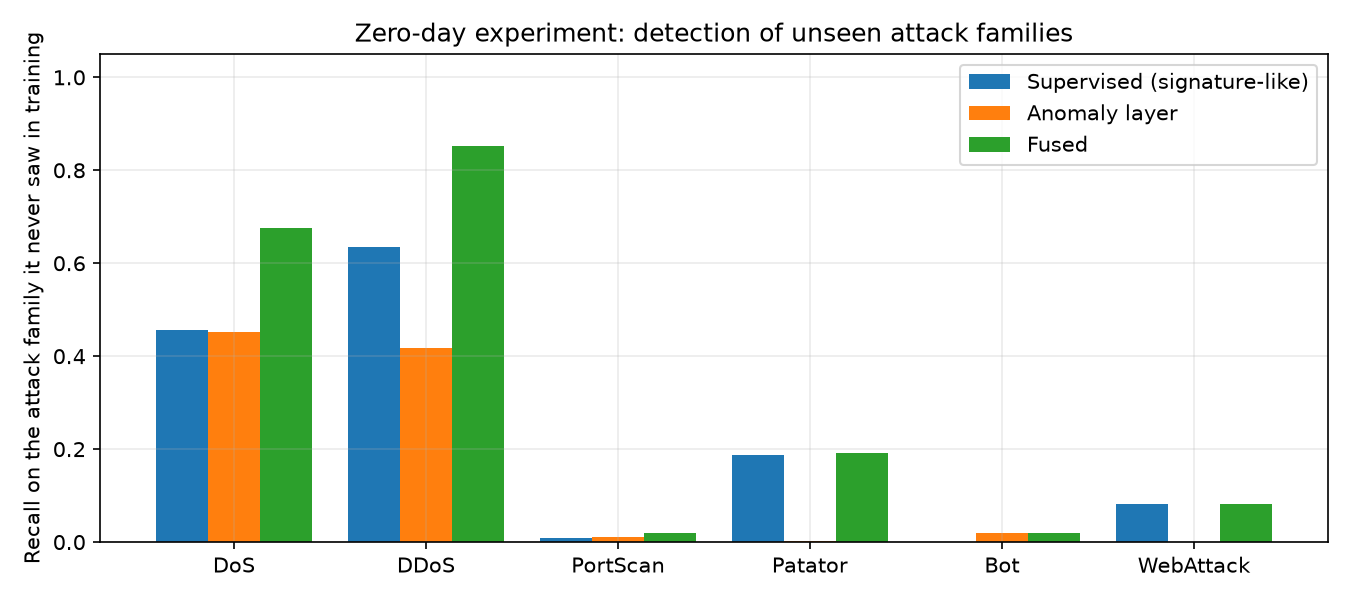 Zero-day experiment: detection of unseen attack families
Recall on the attack family it never saw in training
1.0
0.8
0.6
0.4
0.2
0.0
Supervised (signature-like)
Anomaly layer
Fused
DoS
DDoS
PortScan
Patator
Bot
WebAttack